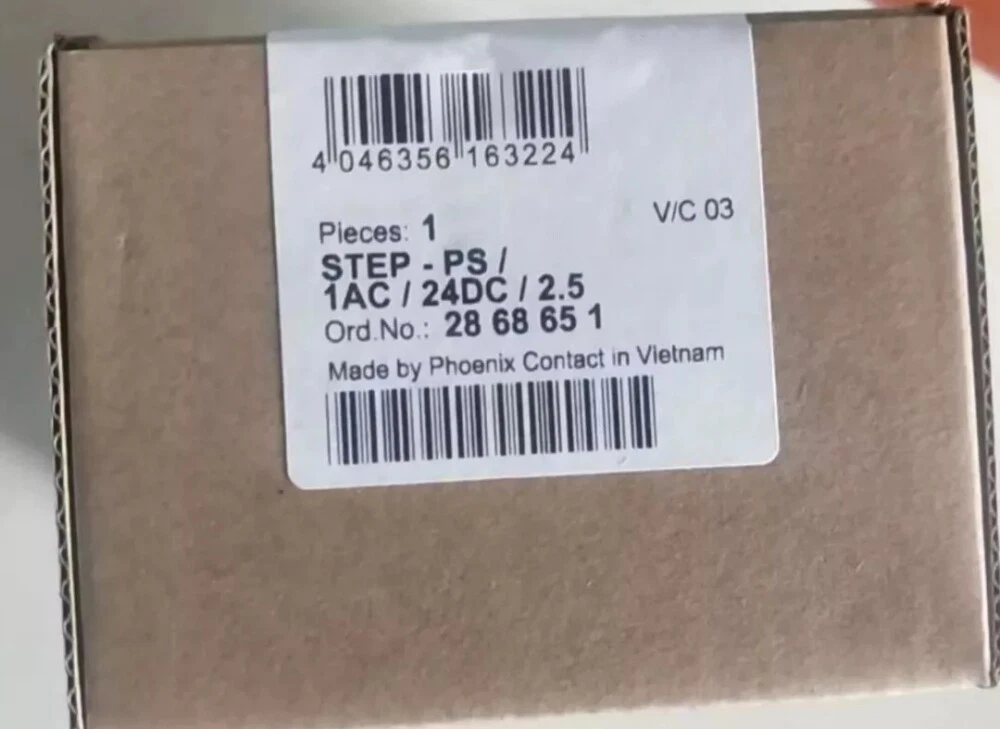 4 046356 163224
V/C 03
Pieces: 1
STEP - PS /
1AC / 24DC / 2.5
Ord.No.: 28 68 65 1
Made by Phoenix Contact in Vietnam